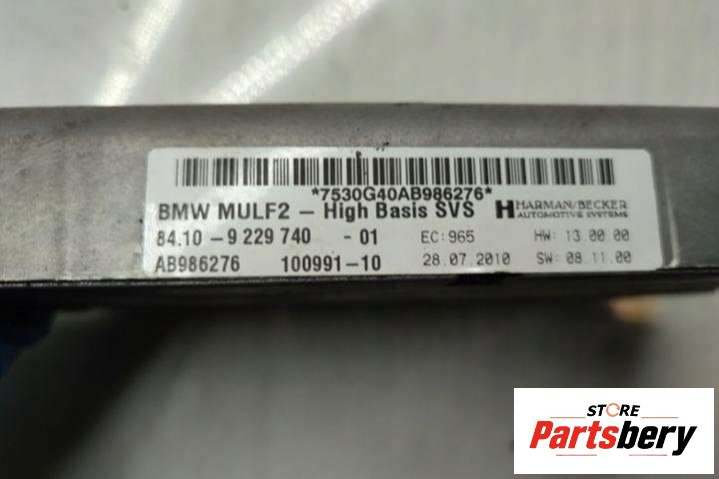 *7530G40AB986276*
BMW MULF2 – High Basis SVS HARMAN/BECKER
AUTOMOTIVE SYSTEMS
84.10 – 9 229 740 - 01 EC: 965 HW: 13.00.00
AB986276 100991-10 28.07.2010 SW: 08.11.00
STORE
Partsbery